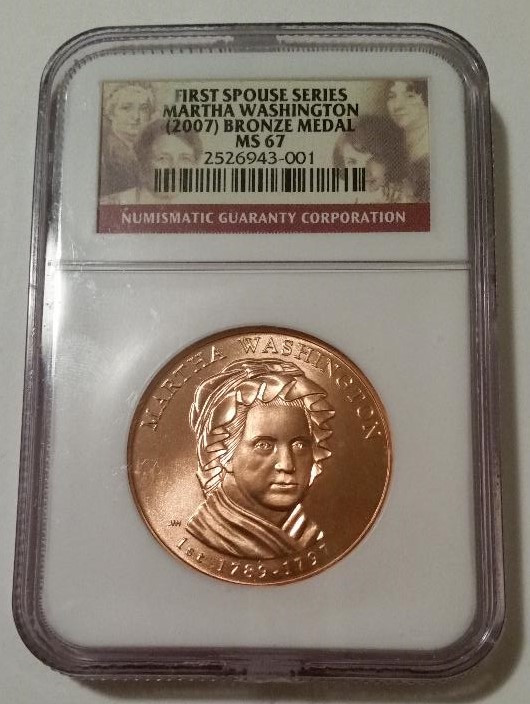 FIRST SPOUSE SERIES
MARTHA WASHINGTON
(2007) BRONZE MEDAL
MS 67
2526943-001
NUMISMATIC GUARANTY CORPORATION
MARTHA WASHINGTON
JW
1st 1789-1797